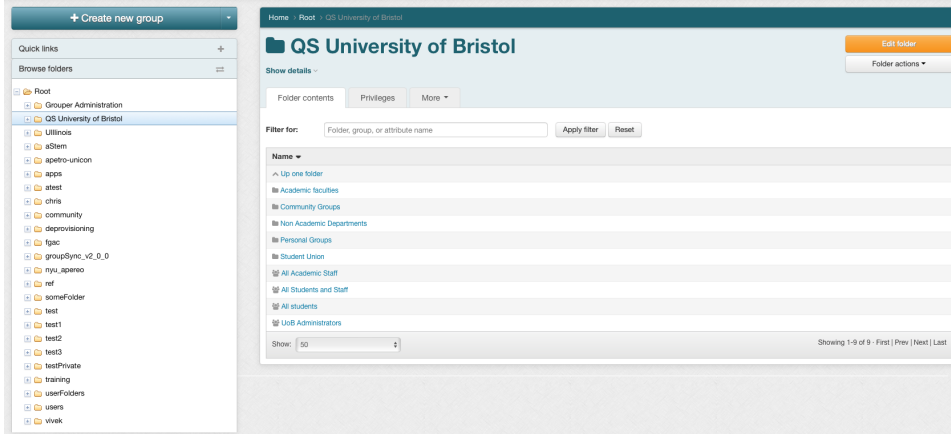 + Create new group
Quick links
Browse folders
Root
Grouper Administration
QS University of Bristol
UIllinois
aStem
apetro-unicon
apps
atest
chris
community
deprovisioning
fgac
groupSync_v2_0_0
nyu_apereo
ref
someFolder
test
test1
test2
test3
testPrivate
training
userFolders
users
vivek
Home › Root › QS University of Bristol
QS University of Bristol
Edit folder
Folder actions
Show details
Folder contents Privileges More
Filter for: Folder, group, or attribute name Apply filter Reset
Name
Up one folder
Academic faculties
Community Groups
Non Academic Departments
Personal Groups
Student Union
All Academic Staff
All Students and Staff
All students
UoB Administrators
Show: 50 Showing 1-9 of 9 · First | Prev | Next | Last